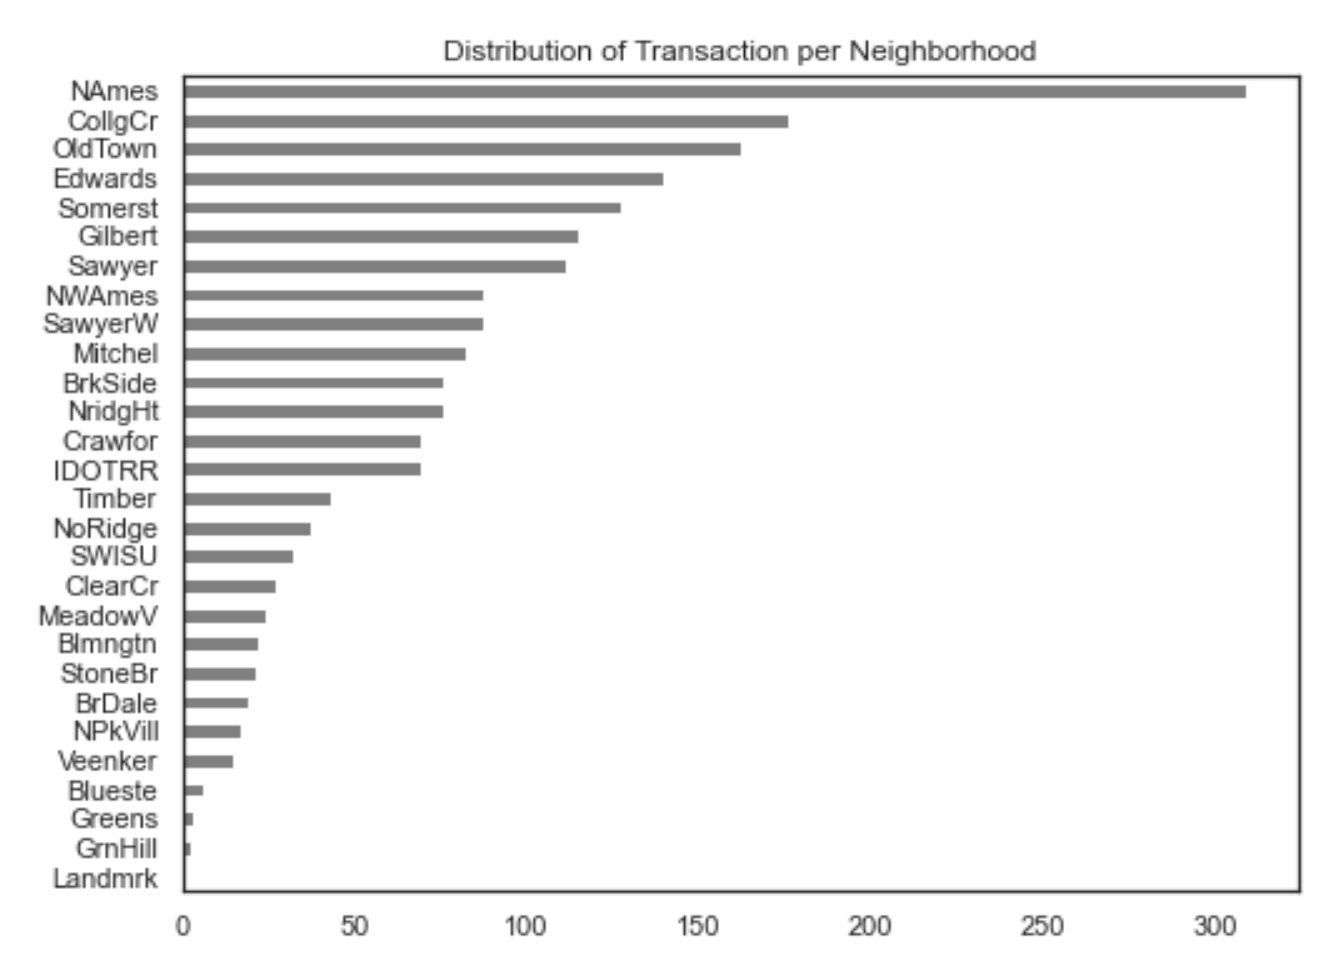 Distribution of Transaction per Neighborhood
NAmes
CollgCr
OldTown
Edwards
Somerst
Gilbert
Sawyer
NWAmes
SawyerW
Mitchel
BrkSide
NridgHt
Crawfor
IDOTRR
Timber
NoRidge
SWISU
ClearCr
MeadowV
Blmngtn
StoneBr
BrDale
NPkVill
Veenker
Blueste
Greens
GrnHill
Landmrk
0 50 100 150 200 250 300